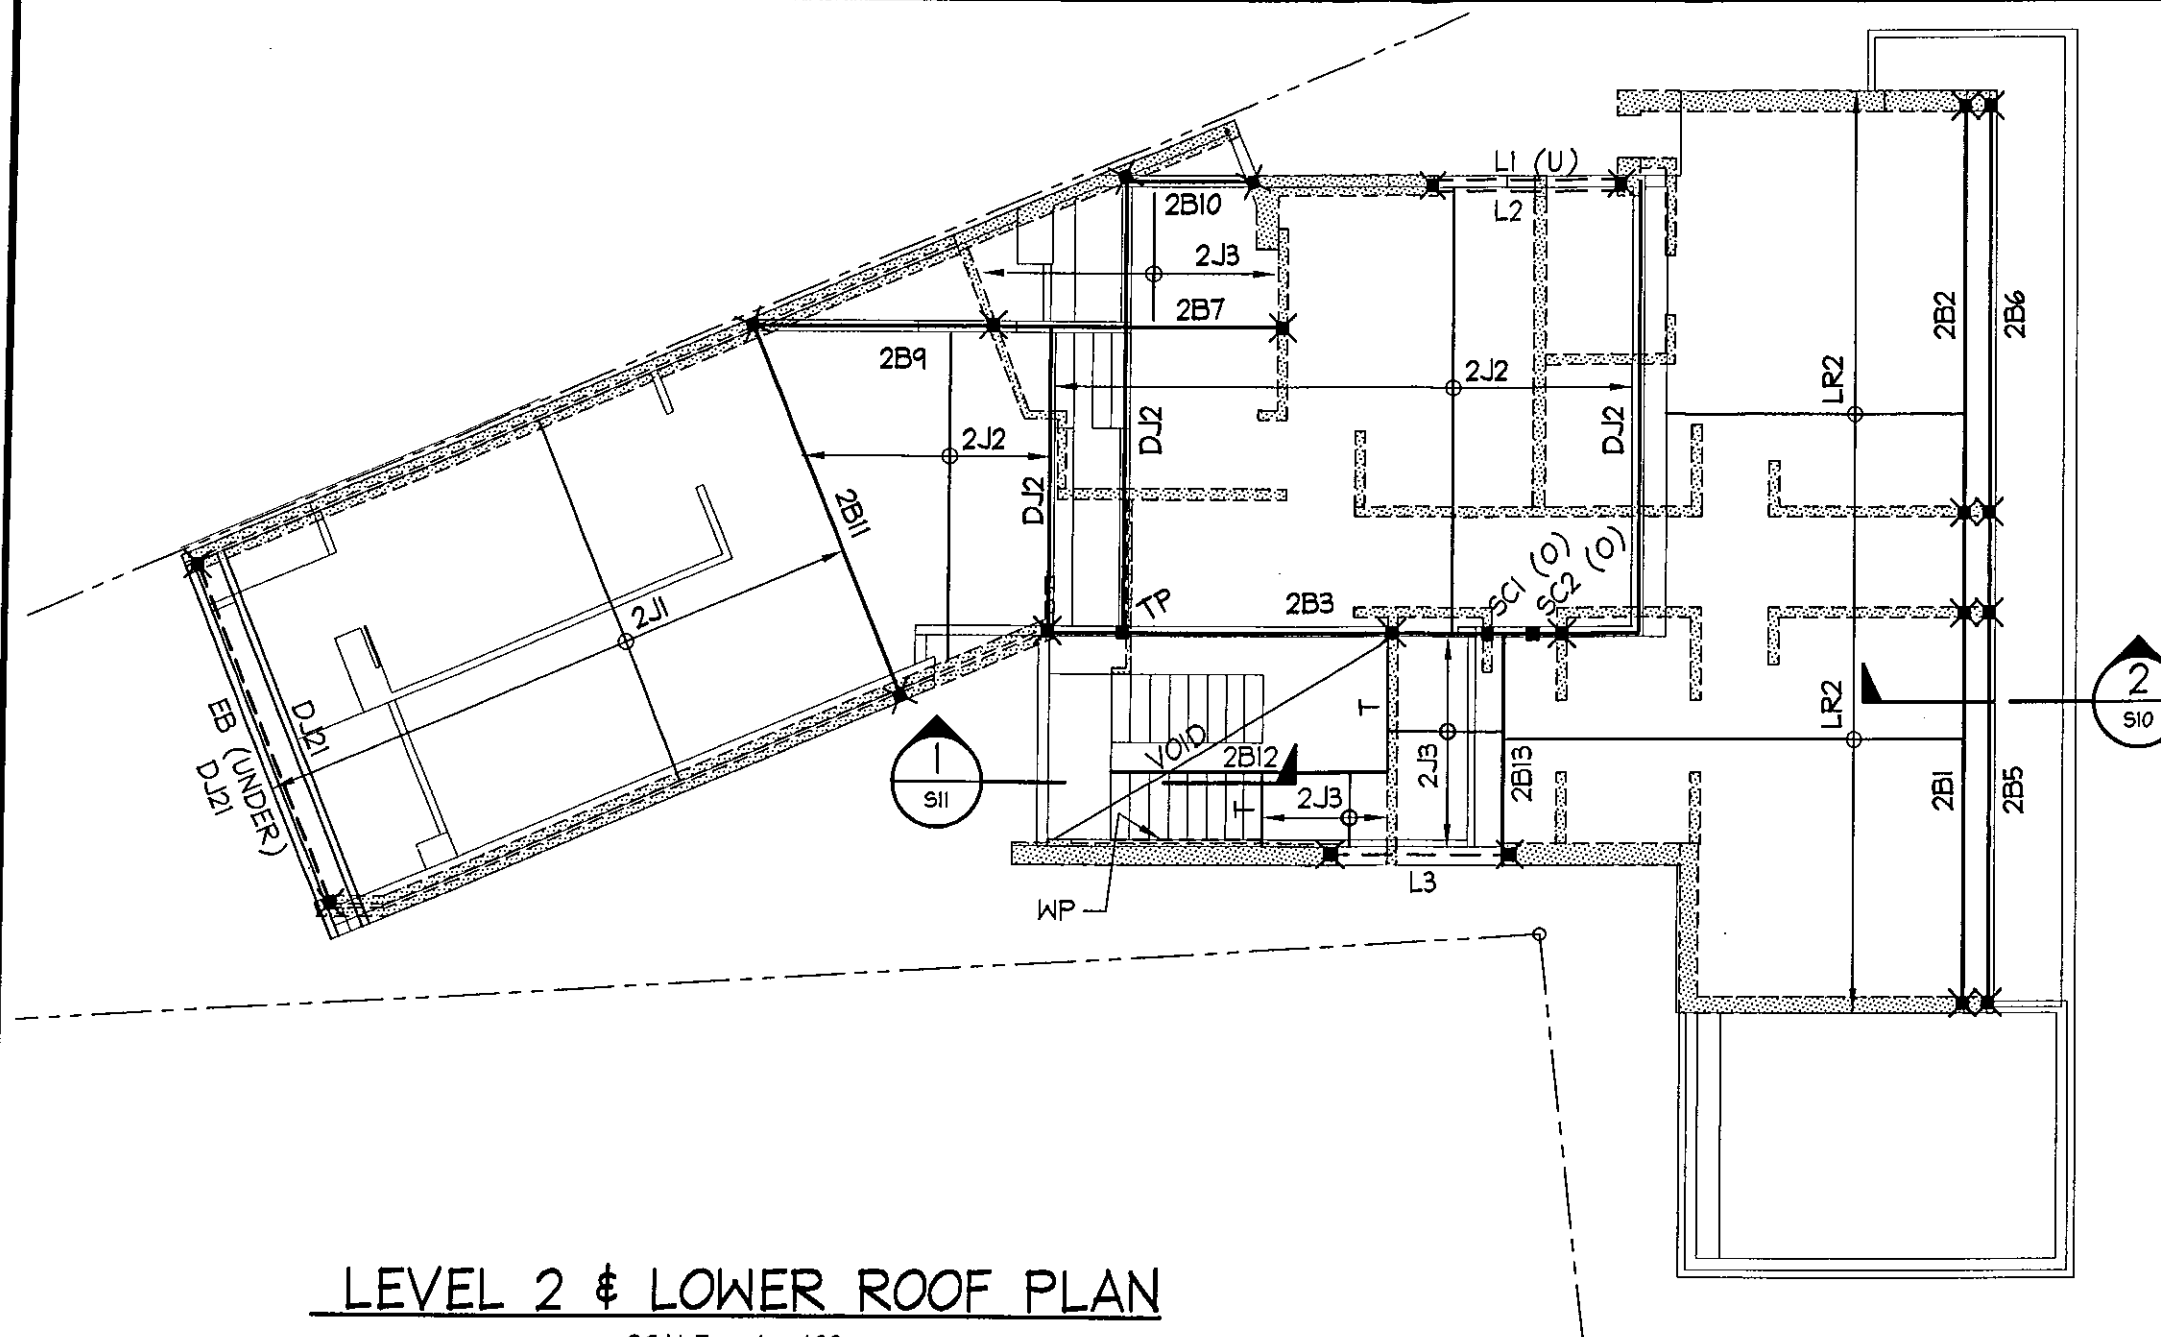 L1 (U)
L2
2B10
2J3
2B7
2B9
2J2
2J2
DJ2
DJ2
DJ2
2B11
2J1
2B2
2B6
LR2
TP
2B3
SC1 (O)
SC2 (O)
EB (UNDER)
DJ21
DJ21
VOID
2B12
T
T
2J3
2J3
2B13
LR2
2B1
2B5
1
S11
2
S10
L3
WP
LEVEL 2 & LOWER ROOF PLAN